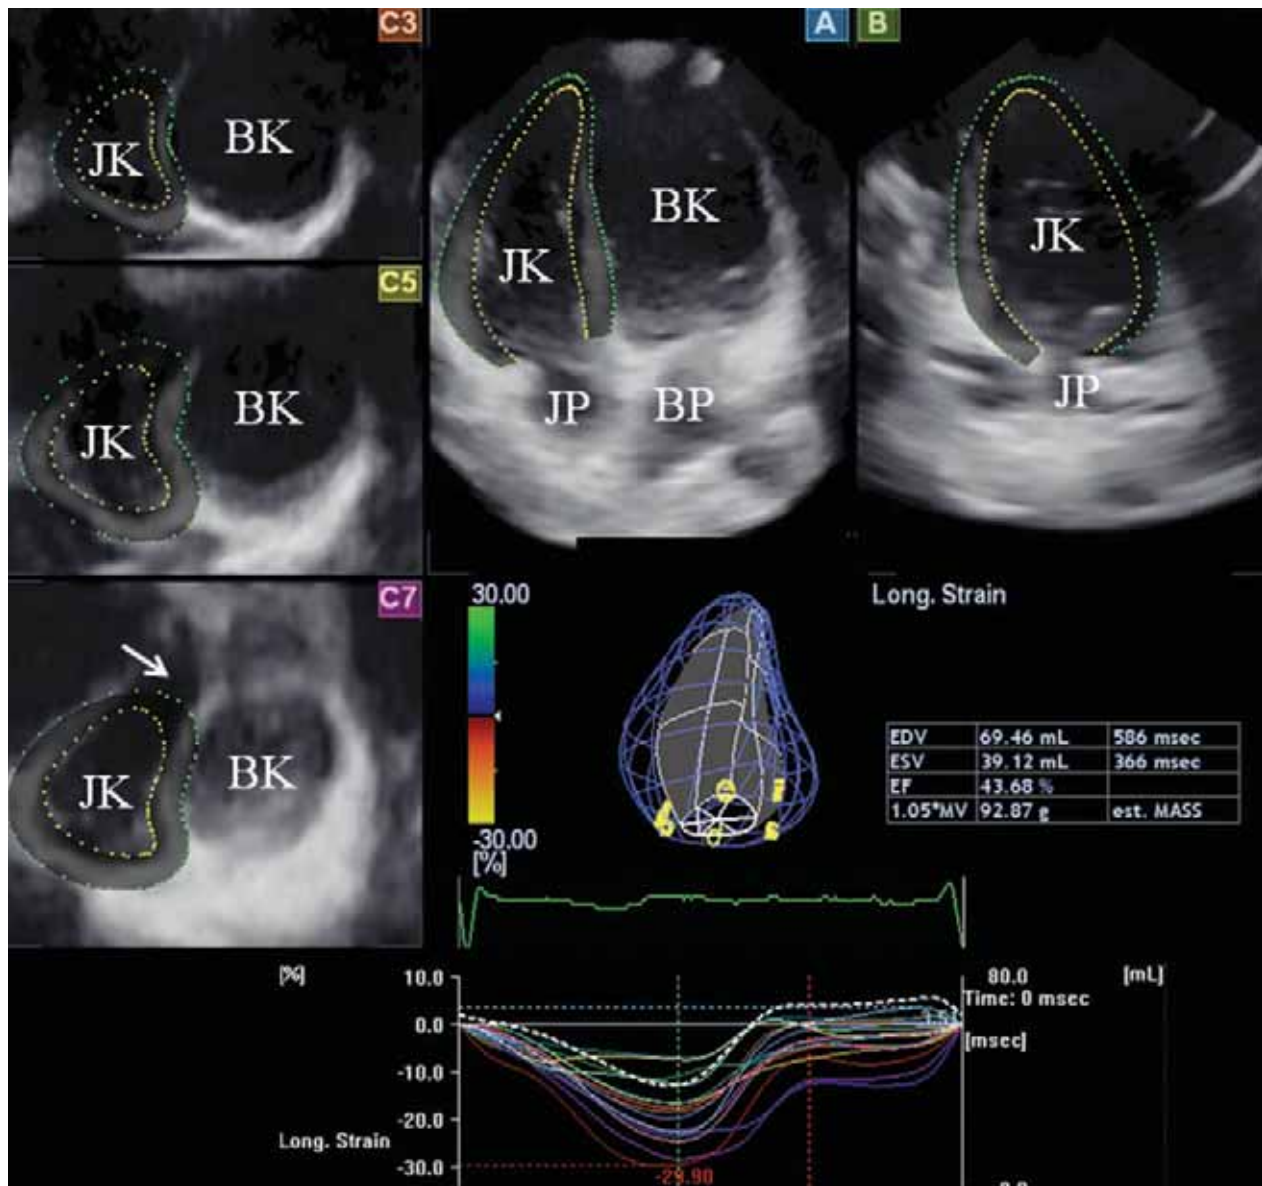 C3
BK
JK
C5
BK
JK
C7
JK
BK
A
BK
JK
JP
BP
B
JK
JP
30.00
-30.00
[%]
Long. Strain
EDV 69.46 mL 586 msec
ESV 39.12 mL 366 msec
EF 43.68 %
1.05*MV 92.87 g est. MASS
[%]
10.0
0.0
-10.0
-20.0
-30.0
Long. Strain
-29.90
80.0
[mL]
Time: 0 msec
[msec]